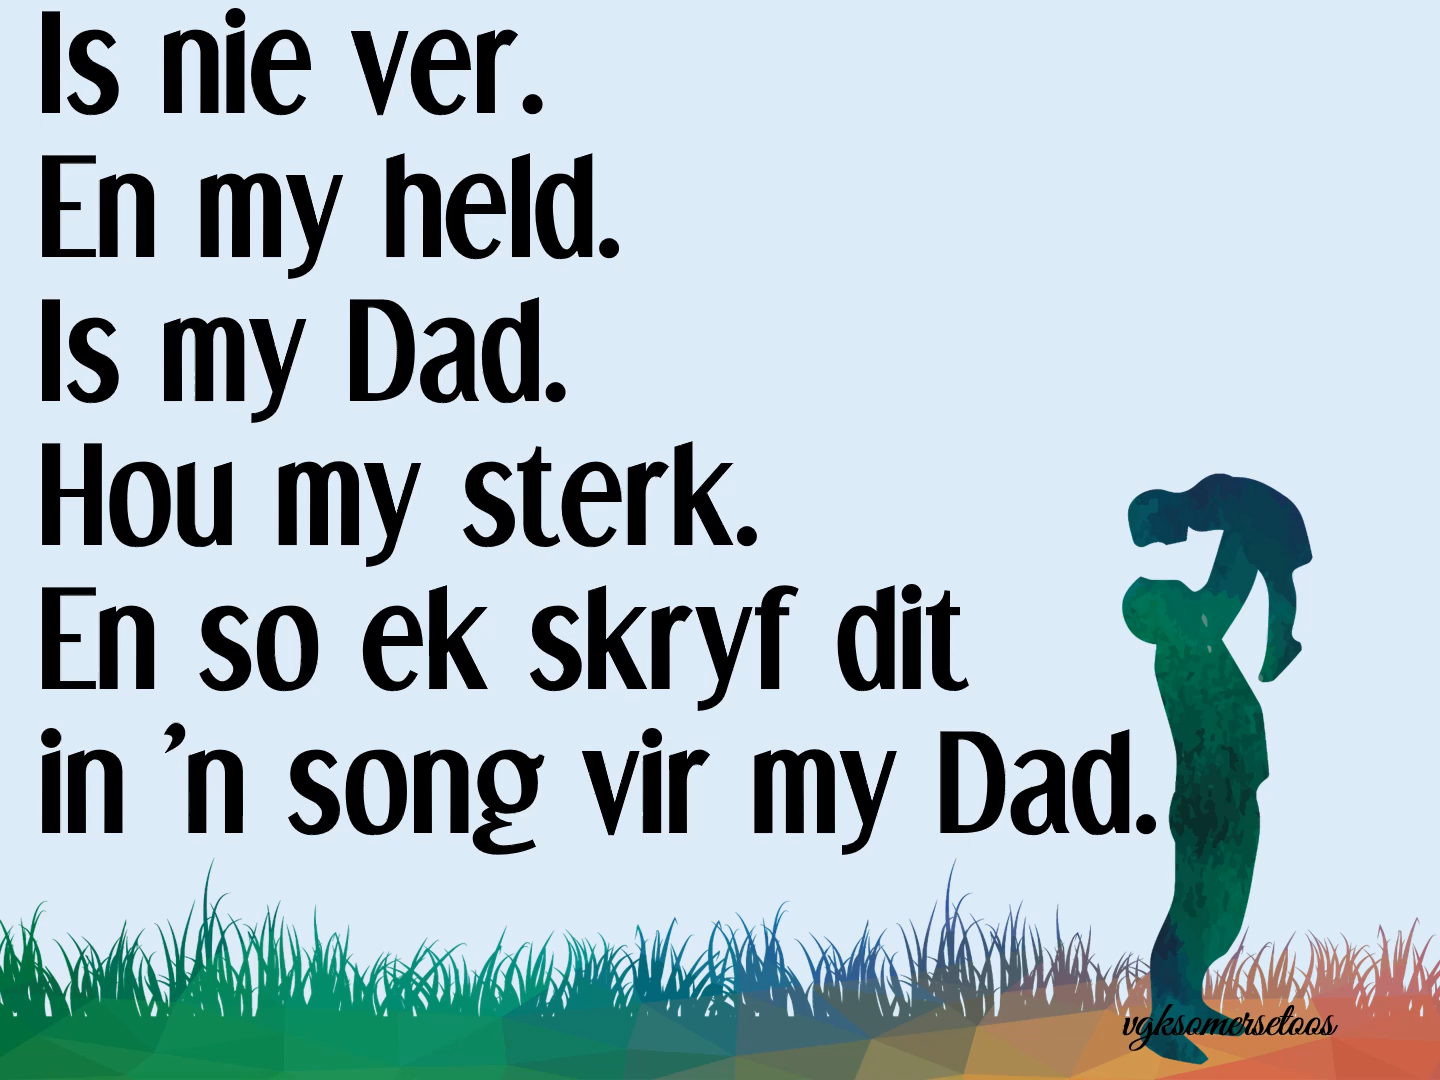 Is nie ver.
En my held.
Is my Dad.
Hou my sterk.
En so ek skryf dit
in ’n song vir my Dad.
vgksomersetoos